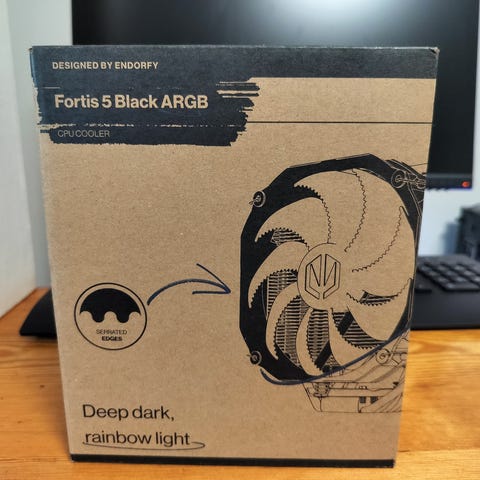 DESIGNED BY ENDORFY
Fortis 5 Black ARGB
CPU COOLER
SERRATED
EDGES
Deep dark,
rainbow light